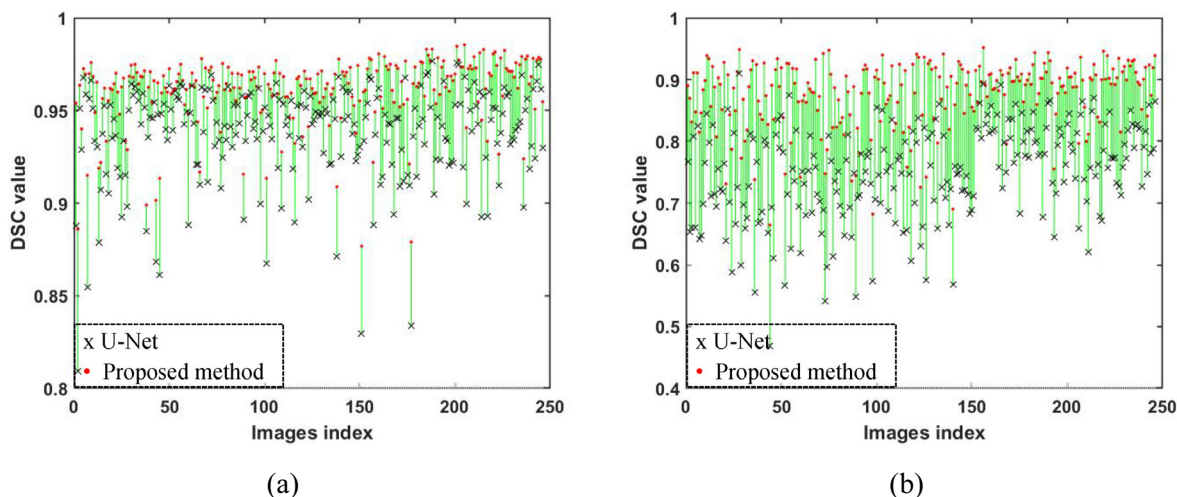 1
0.95
0.9
0.85
0.8
DSC value
x U-Net
Proposed method
0 50 100 150 200 250
Images index
(a)
1
0.9
0.8
0.7
0.6
0.5
0.4
DSC value
x U-Net
Proposed method
0 50 100 150 200 250
Images index
(b)